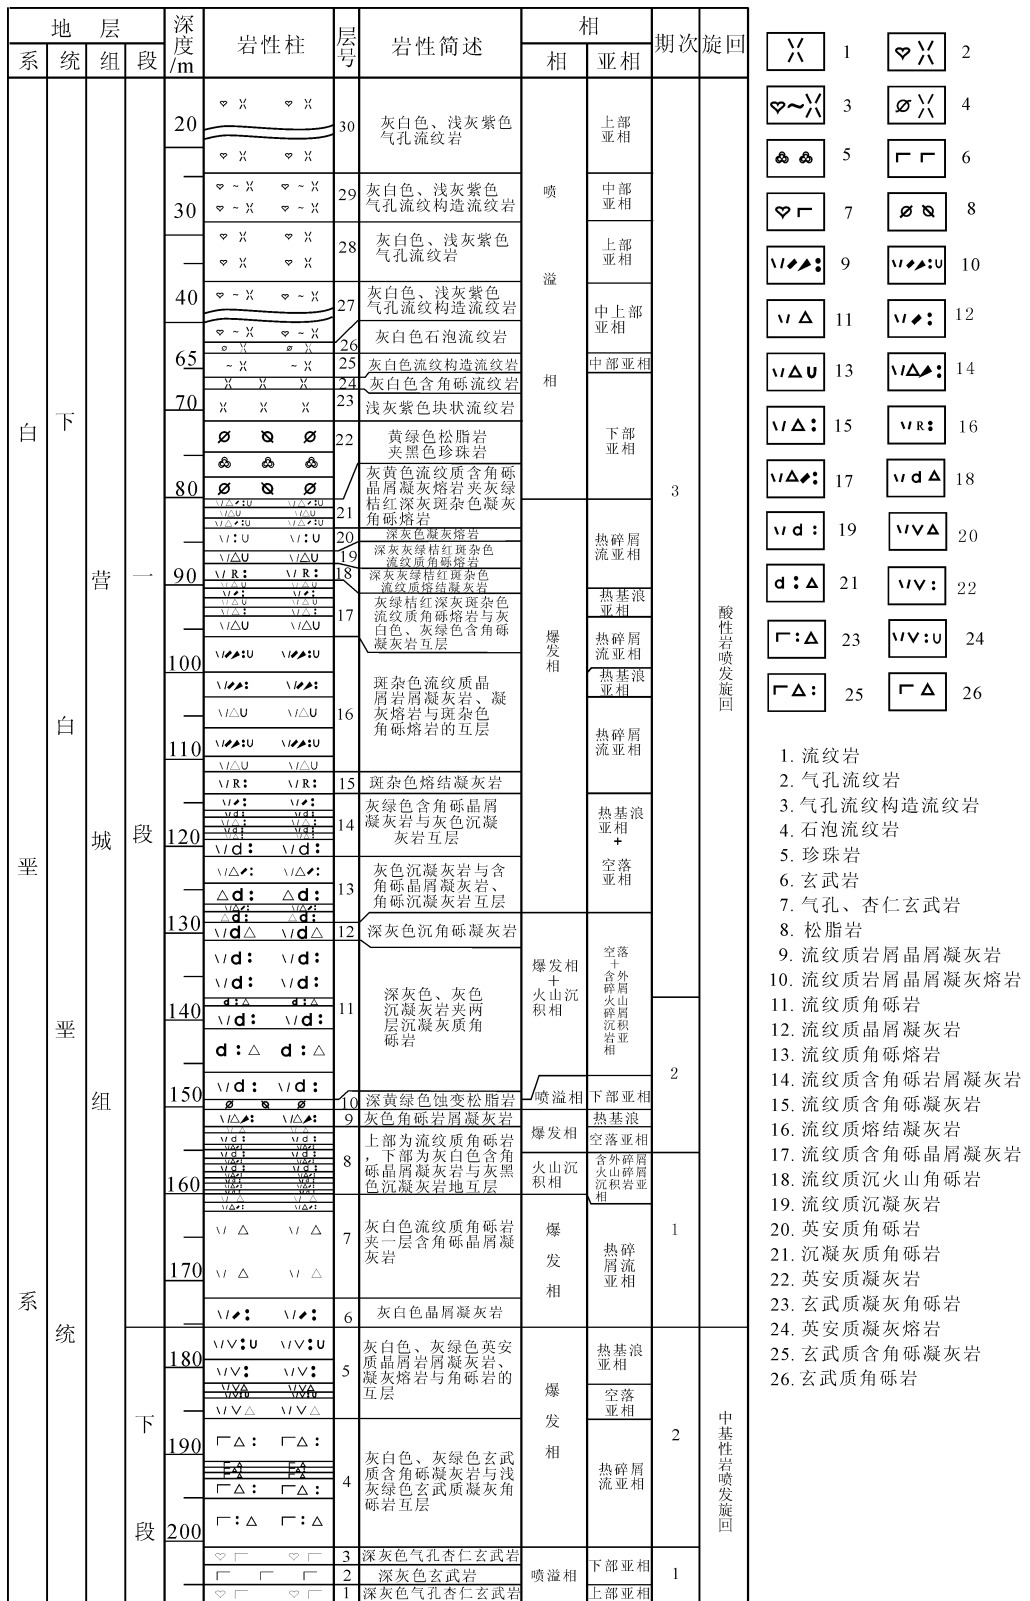 地 层
深度/m
岩性柱
层号
岩性简述
相
期次
旋回
系
统
组
段
相
亚相
白
垩
系
下
白
垩
统
营
城
组
一
段
下
段
20
30
40
65
70
80
90
100
110
120
130
140
150
160
170
180
190
200
30
灰白色、浅灰紫色
气孔流纹岩
29
灰白色、浅灰紫色
气孔流纹构造流纹岩
28
灰白色、浅灰紫色
气孔流纹岩
27
灰白色、浅灰紫色
气孔流纹构造流纹岩
26
灰白色石泡流纹岩
25
灰白色流纹构造流纹岩
24
灰白色含角砾流纹岩
23
浅灰紫色块状流纹岩
22
黄绿色松脂岩
夹黑色珍珠岩
21
灰黄色流纹质含角砾
晶屑凝灰熔岩夹灰绿
桔红深灰斑杂色凝灰
角砾熔岩
20
深灰色凝灰熔岩
19
深灰灰绿桔红斑杂色
流纹质角砾熔岩
18
深灰灰绿桔红斑杂色
流纹质熔结凝灰岩
17
灰绿桔红深灰斑杂色
流纹质角砾熔岩与灰
白色、灰绿色含角砾
凝灰岩互层
16
斑杂色流纹质晶
屑岩屑凝灰岩、凝
灰熔岩与斑杂色
角砾熔岩的互层
15
斑杂色熔结凝灰岩
14
灰绿色含角砾晶屑
凝灰岩与灰色沉凝
灰岩互层
13
灰色沉凝灰岩与含
角砾晶屑凝灰岩、
角砾沉凝灰岩互层
12
深灰色沉角砾凝灰岩
11
深灰色、灰色
沉凝灰岩夹两
层沉凝灰质角
砾岩
10
深黄绿色蚀变松脂岩
9
灰色角砾岩屑凝灰岩
8
上部为流纹质角砾岩
，下部为灰白色含角
砾晶屑凝灰岩与灰黑
色沉凝灰岩地互层
7
灰白色流纹质角砾岩
夹一层含角砾晶屑凝
灰岩
6
灰白色晶屑凝灰岩
5
灰白色、灰绿色英安
质晶屑岩屑凝灰岩、
凝灰熔岩与角砾岩的
互层
4
灰白色、灰绿色玄武
质含角砾凝灰岩与浅
灰绿色玄武质凝灰角
砾岩互层
3
深灰色气孔杏仁玄武岩
2
深灰色玄武岩
1
深灰色气孔杏仁玄武岩
喷
溢
相
爆发相
爆发相
+
火山沉
积相
喷溢相
爆发相
火山沉
积相
爆
发
相
爆
发
相
喷溢相
上部
亚相
中部
亚相
上部
亚相
中上部
亚相
中部亚相
下部
亚相
热碎屑
流亚相
热基浪
亚相
热碎屑
流亚相
热基浪
亚相
热碎屑
流亚相
热基浪
亚相
+
空落
亚相
空落
+
含外
碎屑
火山
碎屑
沉积
岩亚
相
下部亚相
热基浪
空落亚相
含外碎屑
火山碎屑
沉积岩亚
相
热碎
屑流
亚相
热基浪
亚相
空落
亚相
热碎屑
流亚相
下部亚相
上部亚相
3
2
1
2
1
酸性岩喷发旋回
中基性岩喷发旋回
1
2
3
4
5
6
7
8
9
10
11
12
13
14
15
16
17
18
19
20
21
22
23
24
25
26
1. 流纹岩
2. 气孔流纹岩
3. 气孔流纹构造流纹岩
4. 石泡流纹岩
5. 珍珠岩
6. 玄武岩
7. 气孔、杏仁玄武岩
8. 松脂岩
9. 流纹质岩屑晶屑凝灰岩
10. 流纹质岩屑晶屑凝灰熔岩
11. 流纹质角砾岩
12. 流纹质晶屑凝灰岩
13. 流纹质角砾熔岩
14. 流纹质含角砾岩屑凝灰岩
15. 流纹质含角砾凝灰岩
16. 流纹质熔结凝灰岩
17. 流纹质含角砾晶屑凝灰岩
18. 流纹质沉火山角砾岩
19. 流纹质沉凝灰岩
20. 英安质角砾岩
21. 沉凝灰质角砾岩
22. 英安质凝灰岩
23. 玄武质凝灰角砾岩
24. 英安质凝灰熔岩
25. 玄武质含角砾凝灰岩
26. 玄武质角砾岩